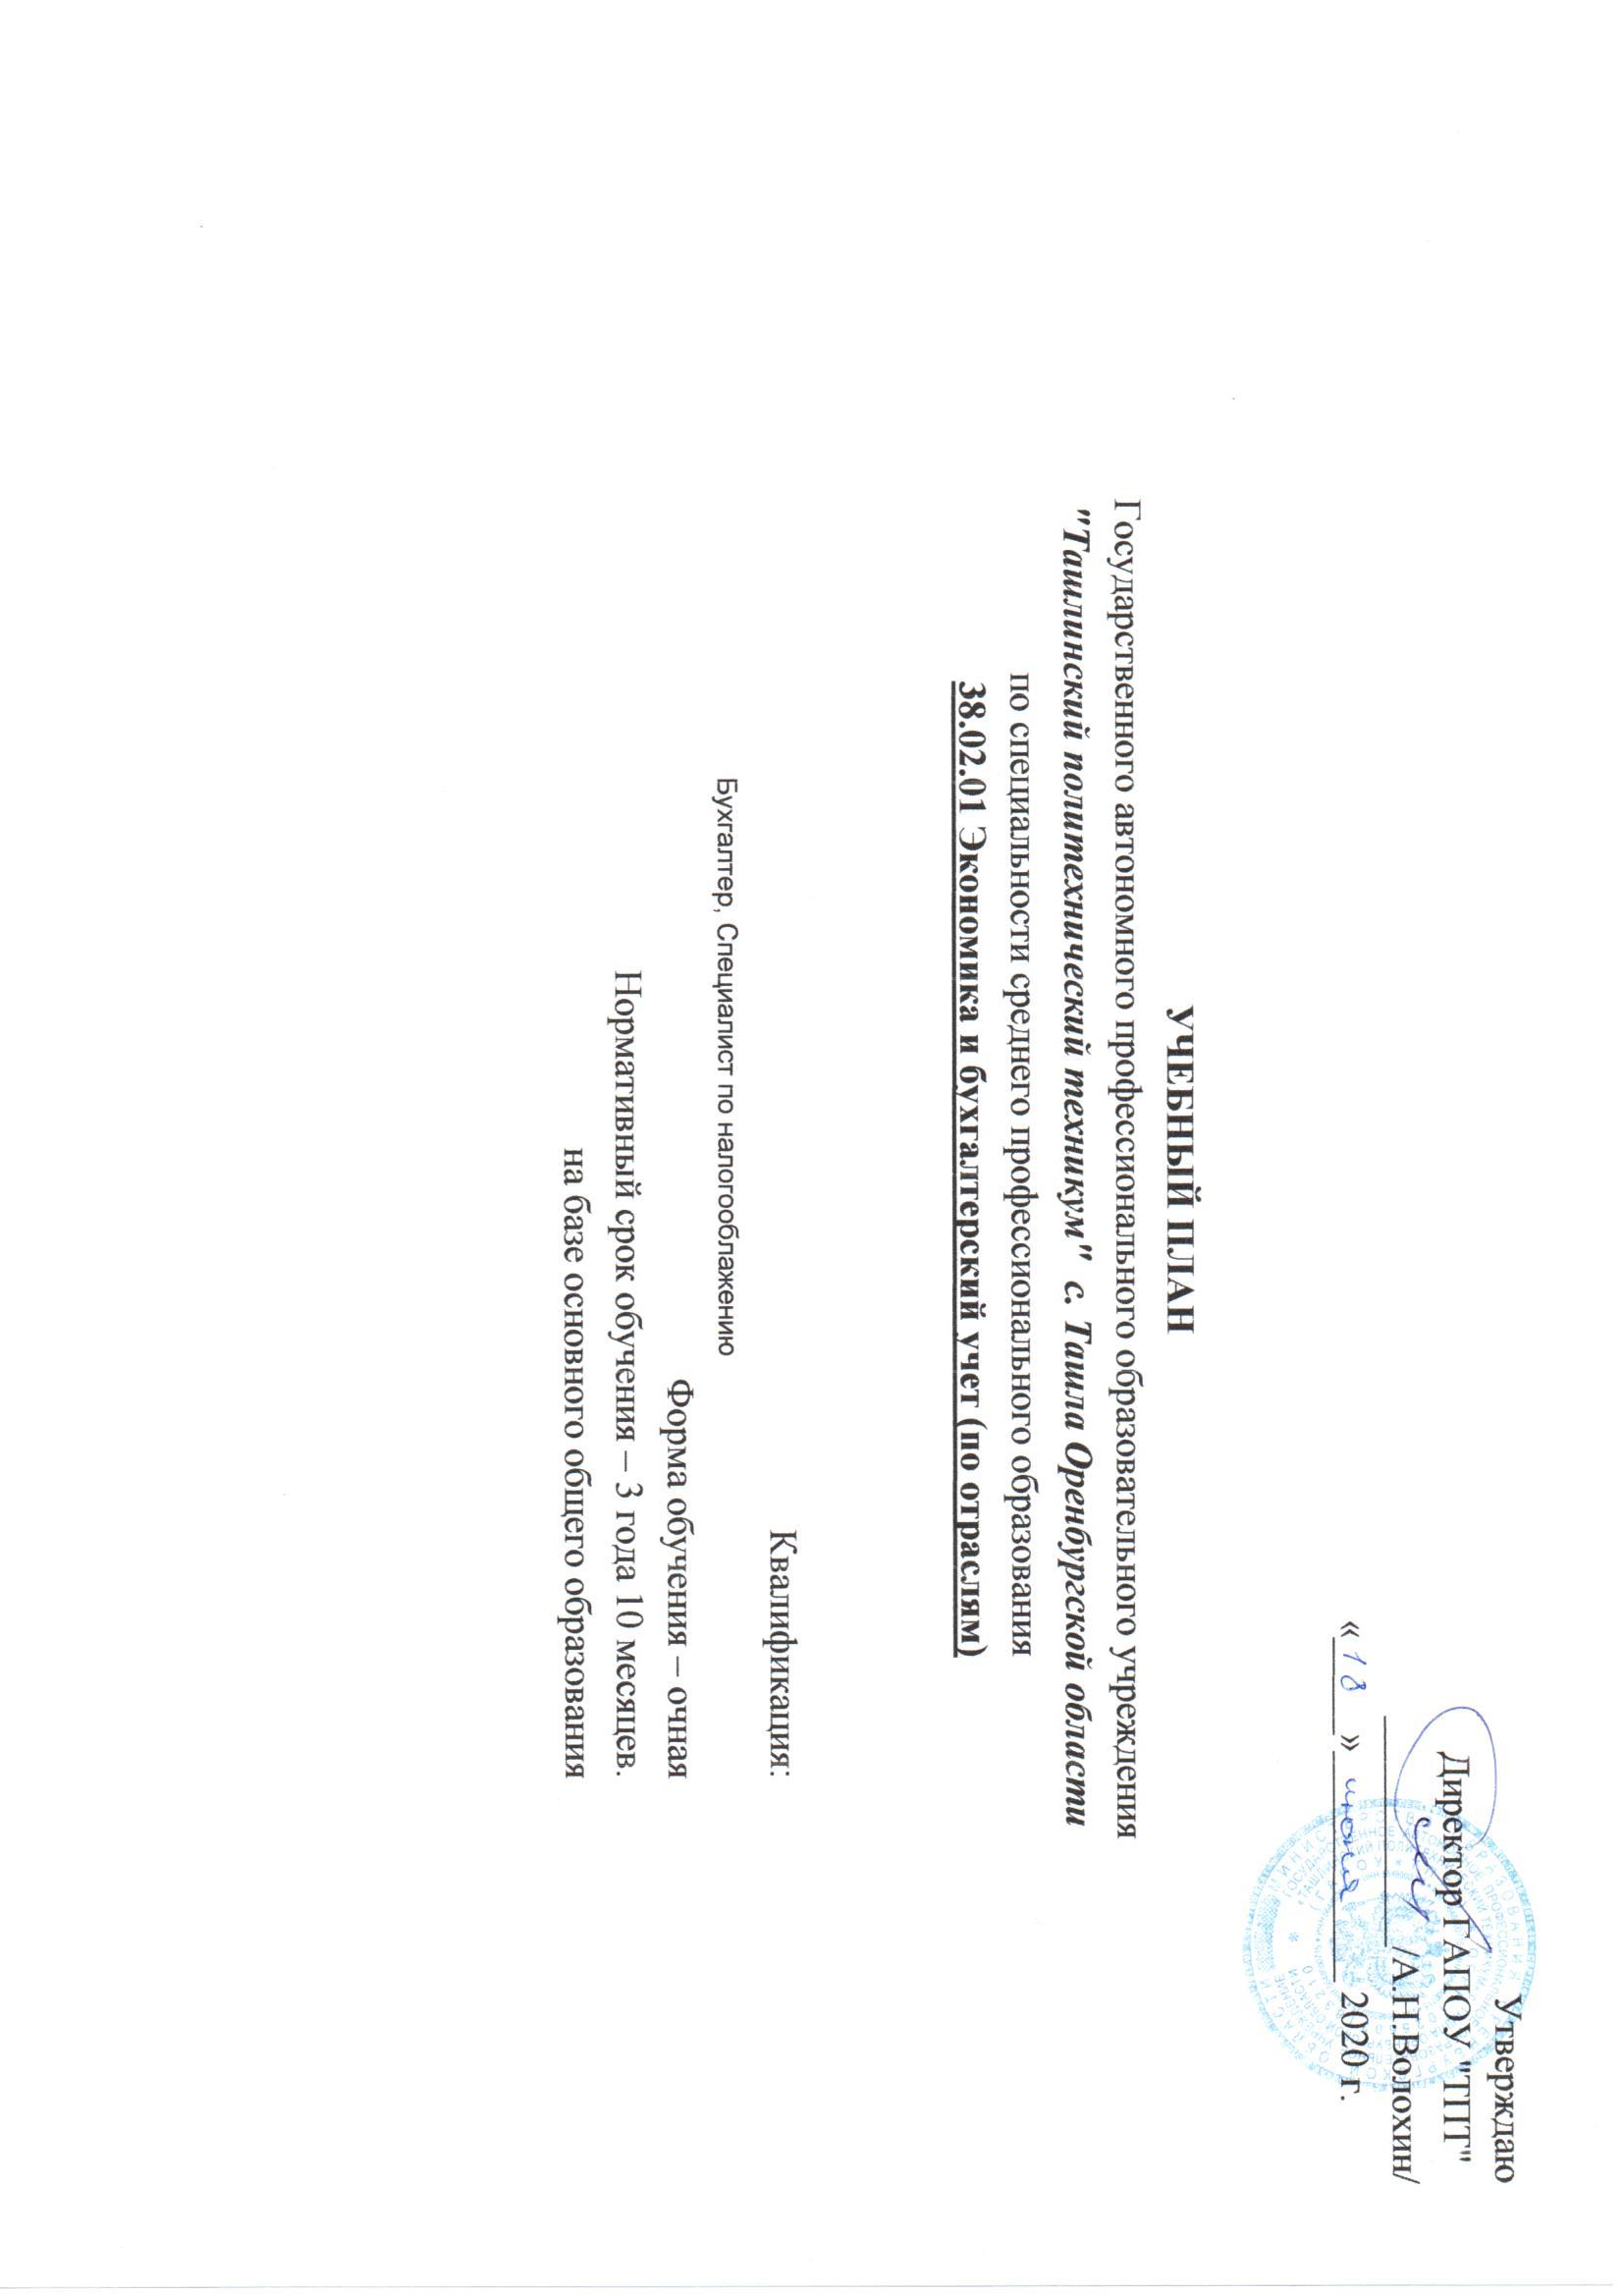 Утверждаю
Директор ГАПОУ "ТПТ"
/А.Н.Волохин/
« 18 » июня 2020 г.
УЧЕБНЫЙ ПЛАН
Государственного автономного профессионального образовательного учреждения
"Ташлинский политехнический техникум" с. Ташла Оренбургской области
по специальности среднего профессионального образования
38.02.01 Экономика и бухгалтерский учет (по отраслям)
Квалификация:
Бухгалтер, Специалист по налогооблажению
Форма обучения – очная
Нормативный срок обучения – 3 года 10 месяцев.
на базе основного общего образования